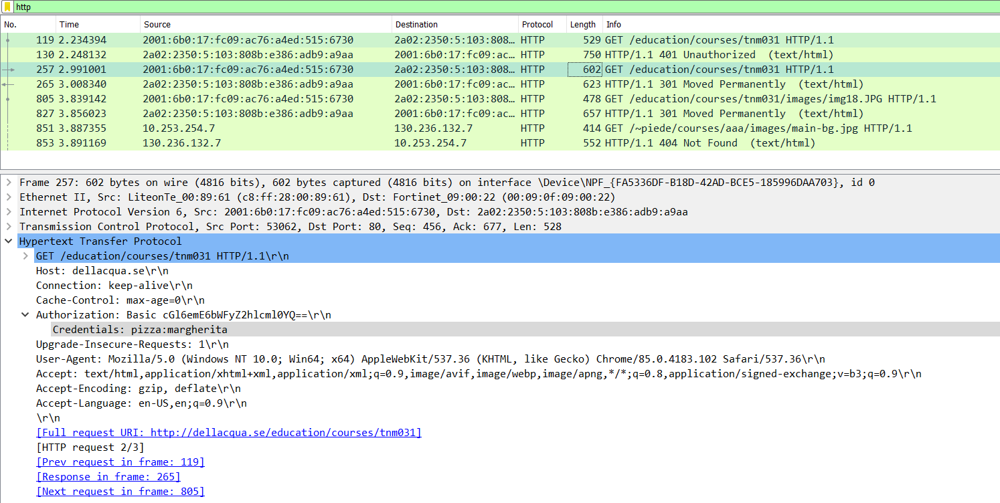 http
No. Time Source Destination Protocol Length Info
119 2.234394 2001:6b0:17:fc09:ac76:a4ed:515:6730 2a02:2350:5:103:808… HTTP 529 GET /education/courses/tnm031 HTTP/1.1
130 2.248132 2a02:2350:5:103:808b:e386:adb9:a9aa 2001:6b0:17:fc09:ac… HTTP 750 HTTP/1.1 401 Unauthorized  (text/html)
257 2.991001 2001:6b0:17:fc09:ac76:a4ed:515:6730 2a02:2350:5:103:808… HTTP 602 GET /education/courses/tnm031 HTTP/1.1
265 3.008340 2a02:2350:5:103:808b:e386:adb9:a9aa 2001:6b0:17:fc09:ac… HTTP 623 HTTP/1.1 301 Moved Permanently  (text/html)
805 3.839142 2001:6b0:17:fc09:ac76:a4ed:515:6730 2a02:2350:5:103:808… HTTP 478 GET /education/courses/tnm031/images/img18.JPG HTTP/1.1
827 3.856023 2a02:2350:5:103:808b:e386:adb9:a9aa 2001:6b0:17:fc09:ac… HTTP 657 HTTP/1.1 301 Moved Permanently  (text/html)
851 3.887355 10.253.254.7 130.236.132.7 HTTP 414 GET /~piede/courses/aaa/images/main-bg.jpg HTTP/1.1
853 3.891169 130.236.132.7 10.253.254.7 HTTP 552 HTTP/1.1 404 Not Found  (text/html)
Frame 257: 602 bytes on wire (4816 bits), 602 bytes captured (4816 bits) on interface \Device\NPF_{FA5336DF-B18D-42AD-BCE5-185996DAA703}, id 0
Ethernet II, Src: LiteonTe_00:89:61 (c8:ff:28:00:89:61), Dst: Fortinet_09:00:22 (00:09:0f:09:00:22)
Internet Protocol Version 6, Src: 2001:6b0:17:fc09:ac76:a4ed:515:6730, Dst: 2a02:2350:5:103:808b:e386:adb9:a9aa
Transmission Control Protocol, Src Port: 53062, Dst Port: 80, Seq: 456, Ack: 677, Len: 528
Hypertext Transfer Protocol
GET /education/courses/tnm031 HTTP/1.1\r\n
Host: dellacqua.se\r\n
Connection: keep-alive\r\n
Cache-Control: max-age=0\r\n
Authorization: Basic cGl6emE6bWFyZ2hlcml0YQ==\r\n
Credentials: pizza:margherita
Upgrade-Insecure-Requests: 1\r\n
User-Agent: Mozilla/5.0 (Windows NT 10.0; Win64; x64) AppleWebKit/537.36 (KHTML, like Gecko) Chrome/85.0.4183.102 Safari/537.36\r\n
Accept: text/html,application/xhtml+xml,application/xml;q=0.9,image/avif,image/webp,image/apng,*/*;q=0.8,application/signed-exchange;v=b3;q=0.9\r\n
Accept-Encoding: gzip, deflate\r\n
Accept-Language: en-US,en;q=0.9\r\n
\r\n
[Full request URI: http://dellacqua.se/education/courses/tnm031]
[HTTP request 2/3]
[Prev request in frame: 119]
[Response in frame: 265]
[Next request in frame: 805]